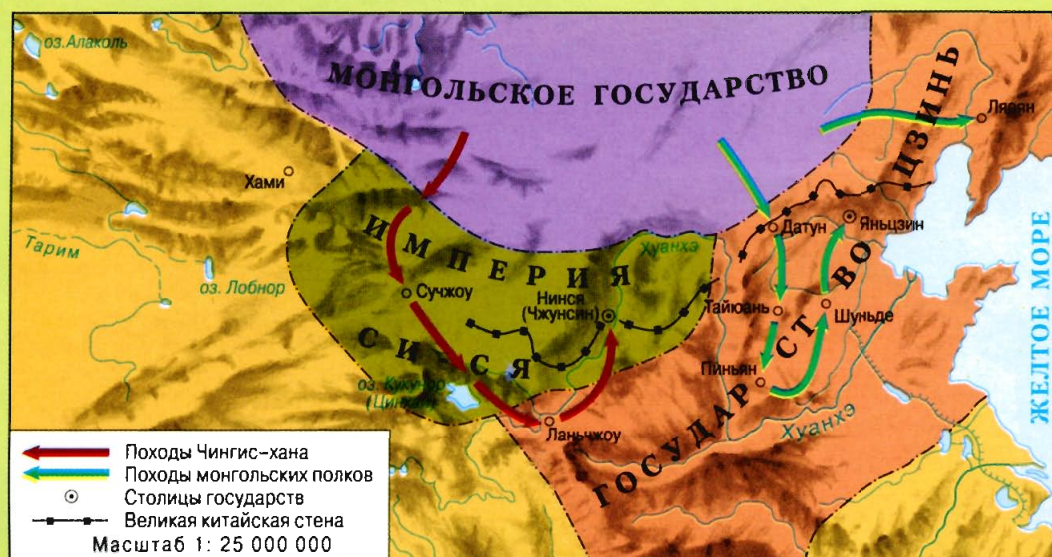 оз.Алаколь
МОНГОЛЬСКОЕ ГОСУДАРСТВО
Ляоян
Хами
Тарим
оз. Лобнор
ИМПЕРИЯ
СИ СЯ
Сучжоу
Нинся
(Чжунсин)
Хуанхэ
оз. Кукунор
(Цинхай)
Ланьчжоу
ГОСУДАРСТВО ЦЗИНЬ
Датун
Яньцзин
Тайюань
Шуньде
Пиньян
Хуанхэ
ЖЕЛТОЕ МОРЕ
Походы Чингис-хана
Походы монгольских полков
Столицы государств
Великая китайская стена
Масштаб 1: 25 000 000